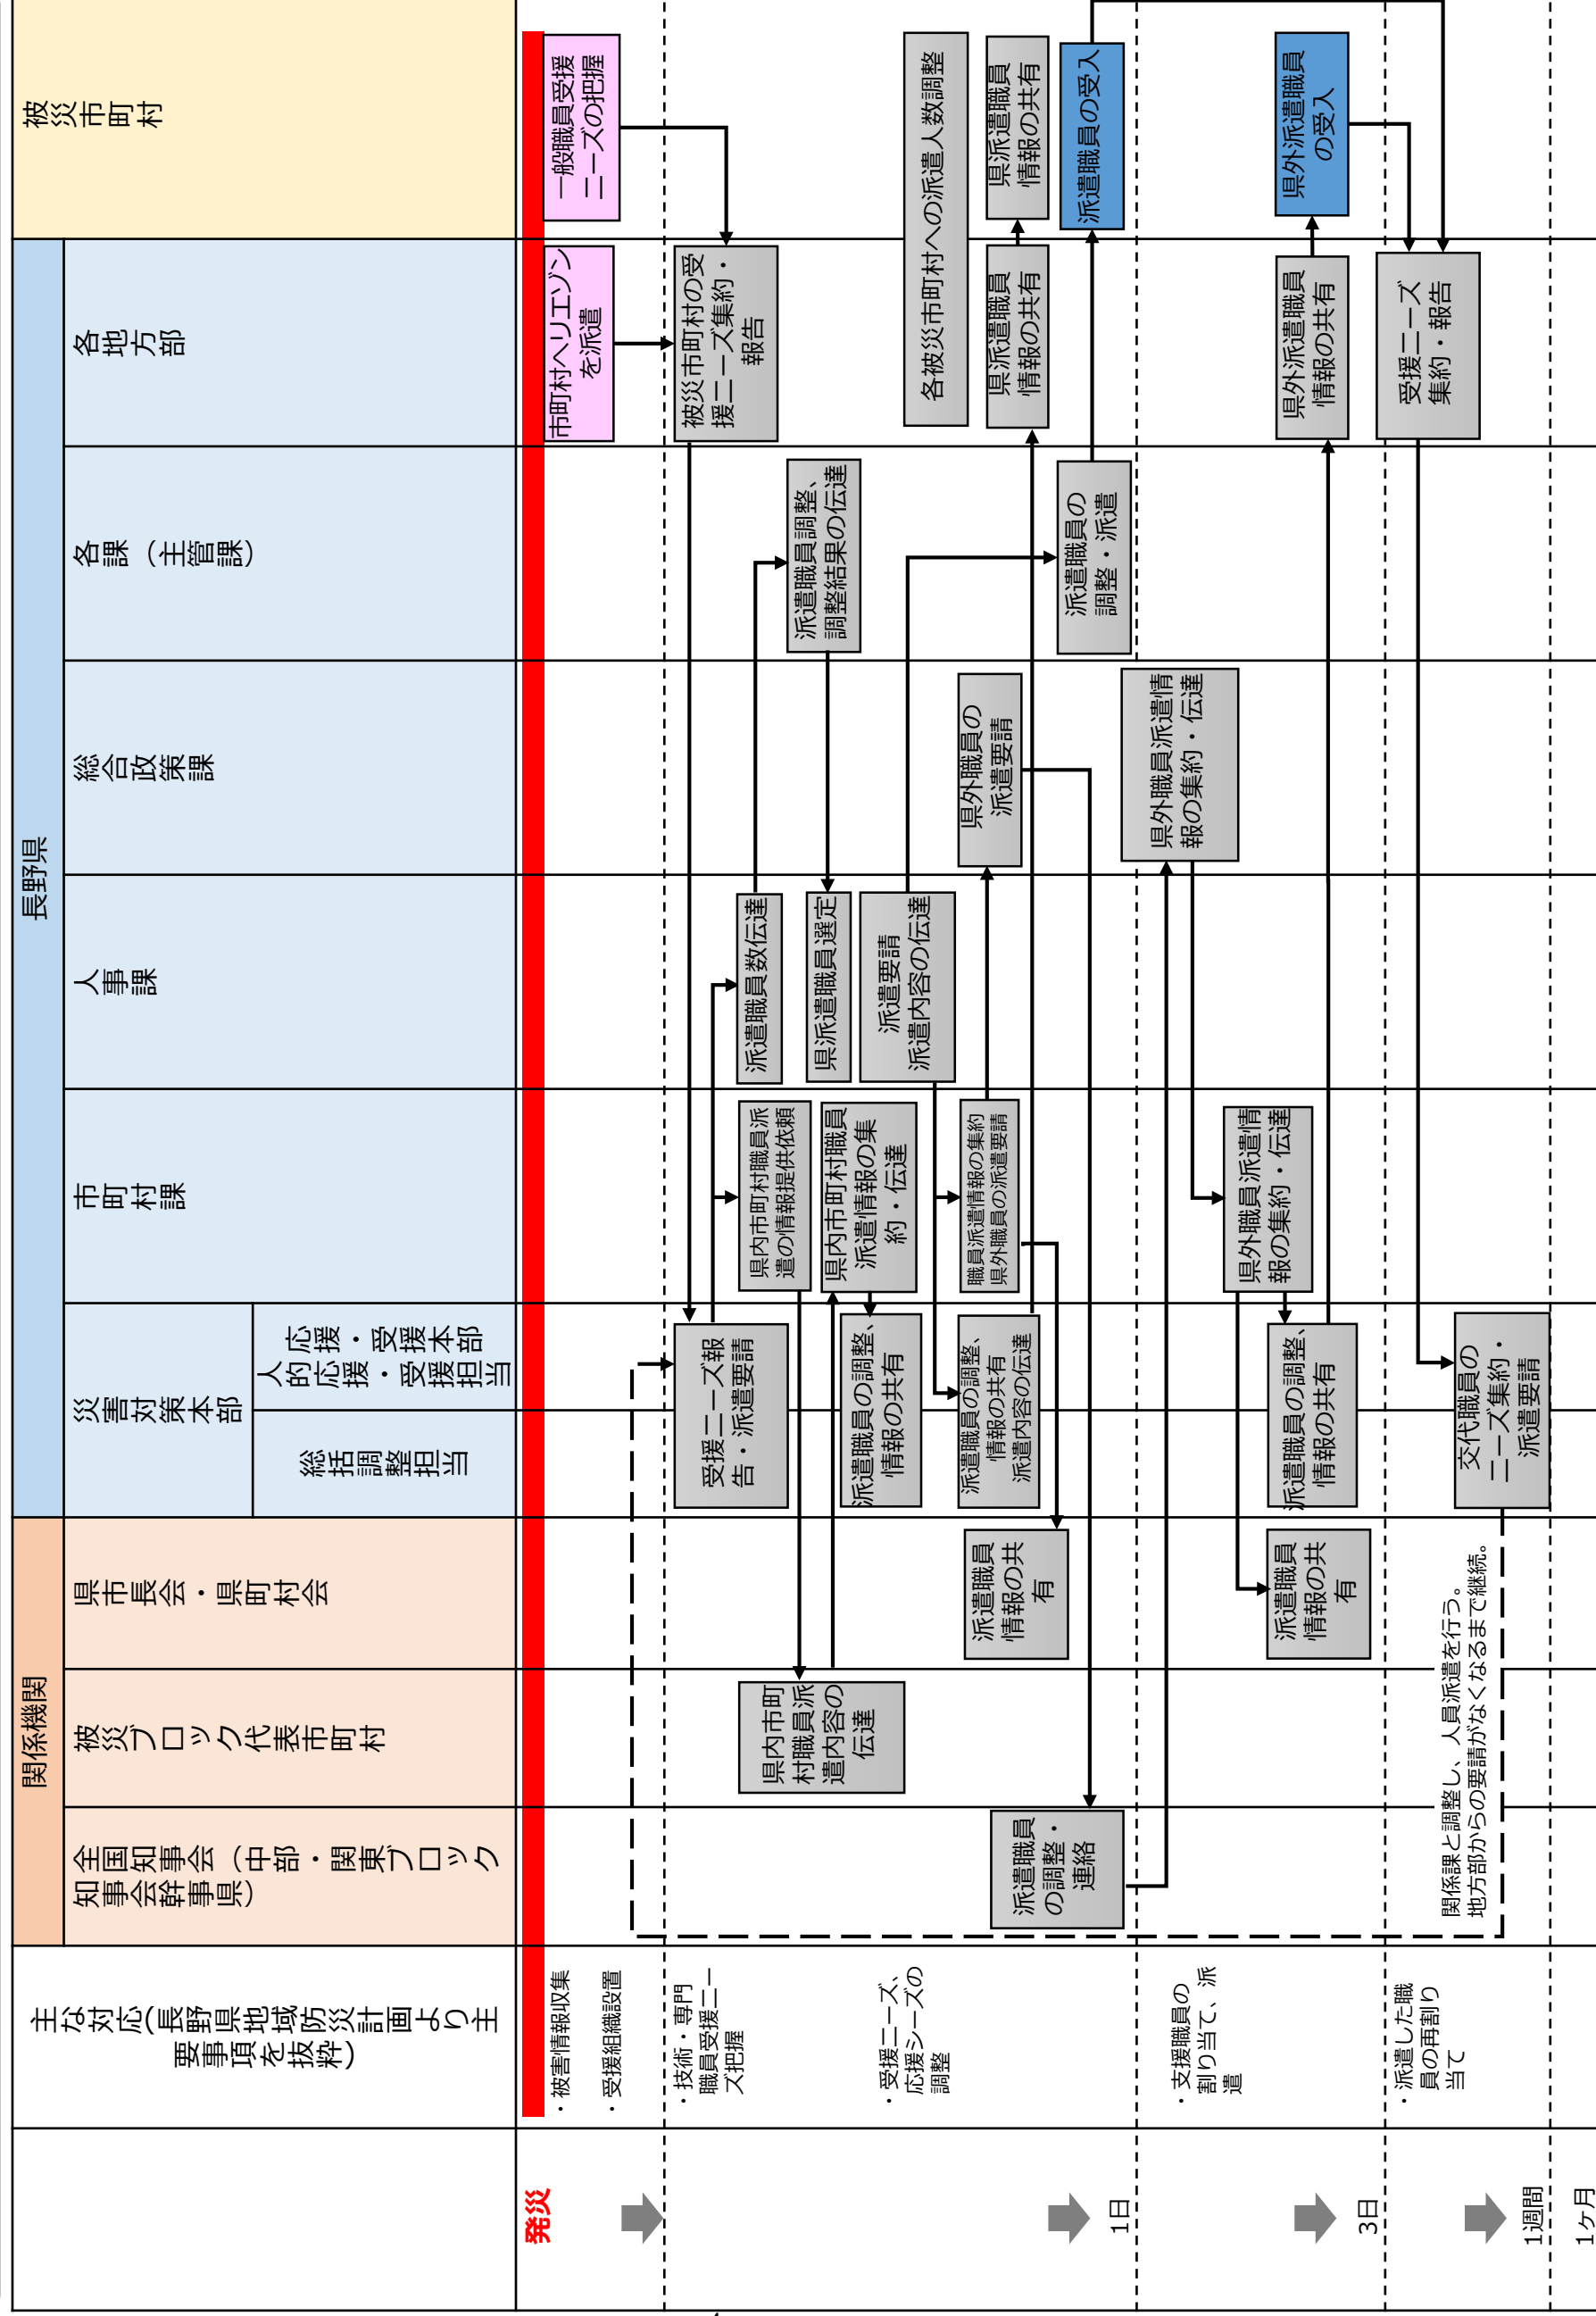 主な対応(長野県地域防災計画より主
要事項を抜粋)
関係機関
全国知事会（中部・関東ブロック
知事会幹事県）
被災ブロック代表市町村
県市長会・県町村会
長野県
災害対策本部
総括調整担当
応援・受援本部
人的応援・受援担当
市町村課
人事課
総合政策課
各課（主管課）
各地方部
被災市町村
発災
・被害情報収集
・受援組織設置
市町村へリエゾン
を派遣
一般職員受援
ニーズの把握
・技術・専門
職員受援ニー
ズ把握
受援ニーズ報
告・派遣要請
被災市町村の受
援ニーズ集約・
報告
県内市町
村職員派
遣内容の
伝達
県内市町村職員派
遣の情報提供依頼
派遣職員数伝達
派遣職員調整、
調整結果の伝達
県派遣職員選定
県内市町村職員
派遣情報の集
約・伝達
派遣職員の調整、
情報の共有
派遣要請
派遣内容の伝達
・受援ニーズ、
応援シーズの
調整
各被災市町村への派遣人数調整
派遣職員の調整、
情報の共有
派遣内容の伝達
職員派遣情報の集約
県外職員の派遣要請
県外職員の
派遣要請
派遣職員
情報の共
有
県派遣職員
情報の共有
県派遣職員
情報の共有
派遣職員
の調整・
連絡
派遣職員の
調整・派遣
派遣職員の受入
1日
・支援職員の
割り当て、派
遣
県外職員派遣情
報の集約・伝達
県外職員派遣情
報の集約・伝達
派遣職員
情報の共
有
派遣職員の調整、
情報の共有
県外派遣職員
情報の共有
県外派遣職員
の受入
3日
・派遣した職
員の再割り
当て
受援ニーズ
集約・報告
関係課と調整し、人員派遣を行う。
地方部からの要請がなくなるまで継続。
交代職員の
ニーズ集約・
派遣要請
1週間
1ヶ月